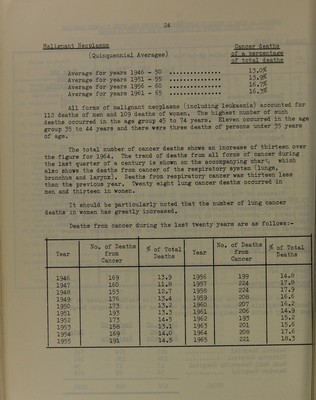 24
Malignant Neoplasms
Cancer deaths
(Quinquennial Averages)
of a percentage
of total deaths
Average for years 1946 - 50 .............. 13.0%
Average for years 1951 - 55 .............. 13.9%
Average for years 1956 - 60 .............. 16.7%
Average for years 1961 - 65 .............. 16.3%
All forms of malignant neoplasms (including leukaemia) accounted for
112 deaths of men and 109 deaths of women. The highest number of such
deaths occurred in the age group 45 to 74 years. Eleven occurred in the age
group 35 to 44 years and there were three deaths of persons under 35 years
of age.
The total number of cancer deaths shows an increase of thirteen over
the figure for 1964. The trend of deaths from all forms of cancer during
the last quarter of a century is shown on the accompanying chart, which
also shows the deaths from cancer of the respiratory system (lungs,
bronchus and larynx). Deaths from respiratory cancer was thirteen less
than the previous year. Twenty eight lung cancer deaths occurred in
men and thirteen in women.
It should be particularly noted that the number of lung cancer
deaths in women has greatly increased.
Deaths from cancer during the last twenty years are as follows:-
Year No. of Deaths from Cancer % of Total Deaths Year No. of Deaths from Cancer % of Total Deaths
1946 169 13.9 1956 199 14.8
1947 160 11.8 1957 224 17.8
1948 153 12.7 1958 224 17.9
1949 176 13.4 1959 208 16.6
1950 173 13.2 1960 207 16.2
1951 193 13.3 1961 206 14.9
1952 173 14.5 1962 193 15.2
1953 158 13.1 1963 201 15.6
1954 169 14.0 1964 208 17.6
1955 191 14.5 1965 221 18.3